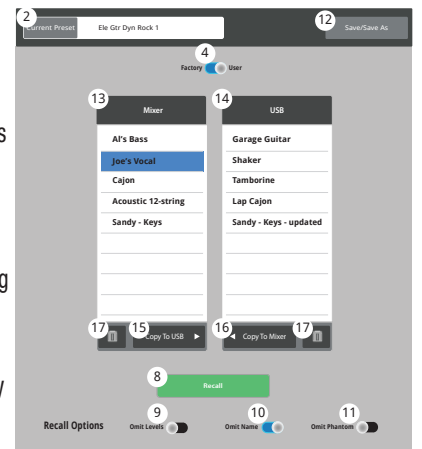 2 12
Current Preset Ele Gtr Dyn Rock 1 Save/Save As
4
Factory User
13 14
Mixer USB
Al's Bass Garage Guitar
Joe's Vocal Shaker
Cajon Tamborine
Acoustic 12-string Lap Cajon
Sandy - Keys Sandy - Keys - updated
17 15 16 17
Copy To USB Copy To Mixer
8
Recall
9 10 11
Recall Options Omit Levels Omit Name Omit Phantom